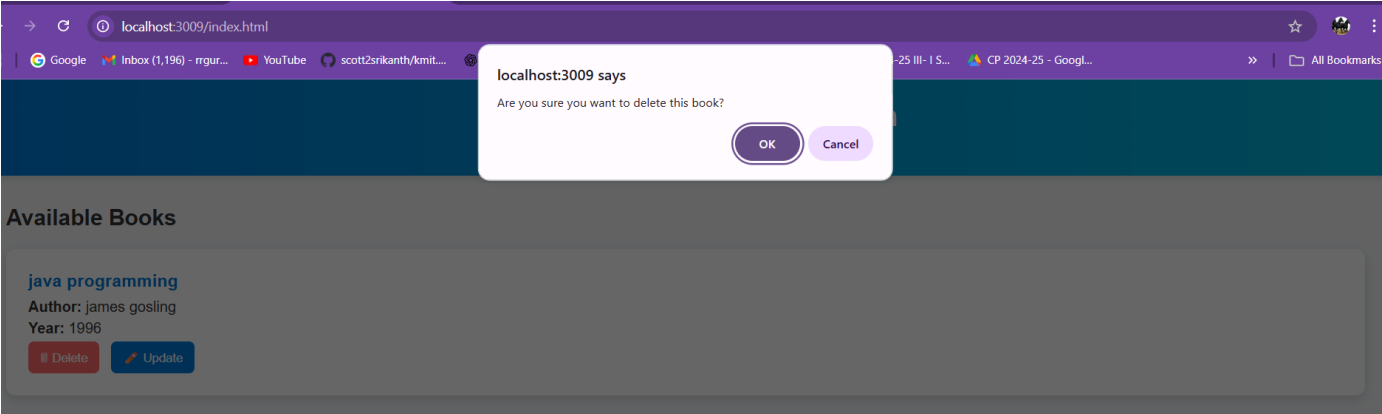 localhost:3009/index.html
Google
Inbox (1,196) - rrgur...
YouTube
scott2srikanth/kmit....
-25 III- I S...
CP 2024-25 - Googl...
»
All Bookmarks
localhost:3009 says
Are you sure you want to delete this book?
OK
Cancel
Available Books
java programming
Author: james gosling
Year: 1996
Delete
Update